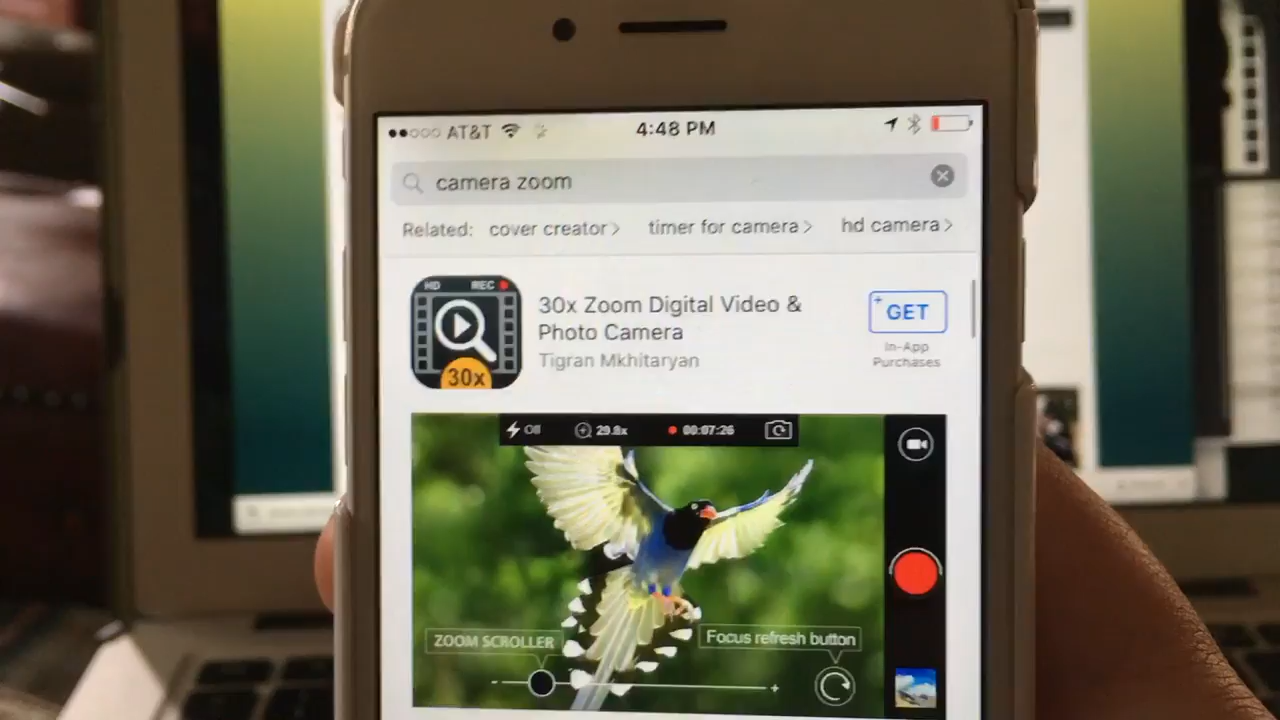 AT&T 4:48 PM
camera zoom
Related: cover creator timer for camera hd camera
HD REC
30x
30x Zoom Digital Video &
Photo Camera
Tigran Mkhitaryan
+ GET
In-App
Purchases
Off 29.8x 00:07:26
ZOOM SCROLLER
Focus refresh button
- +